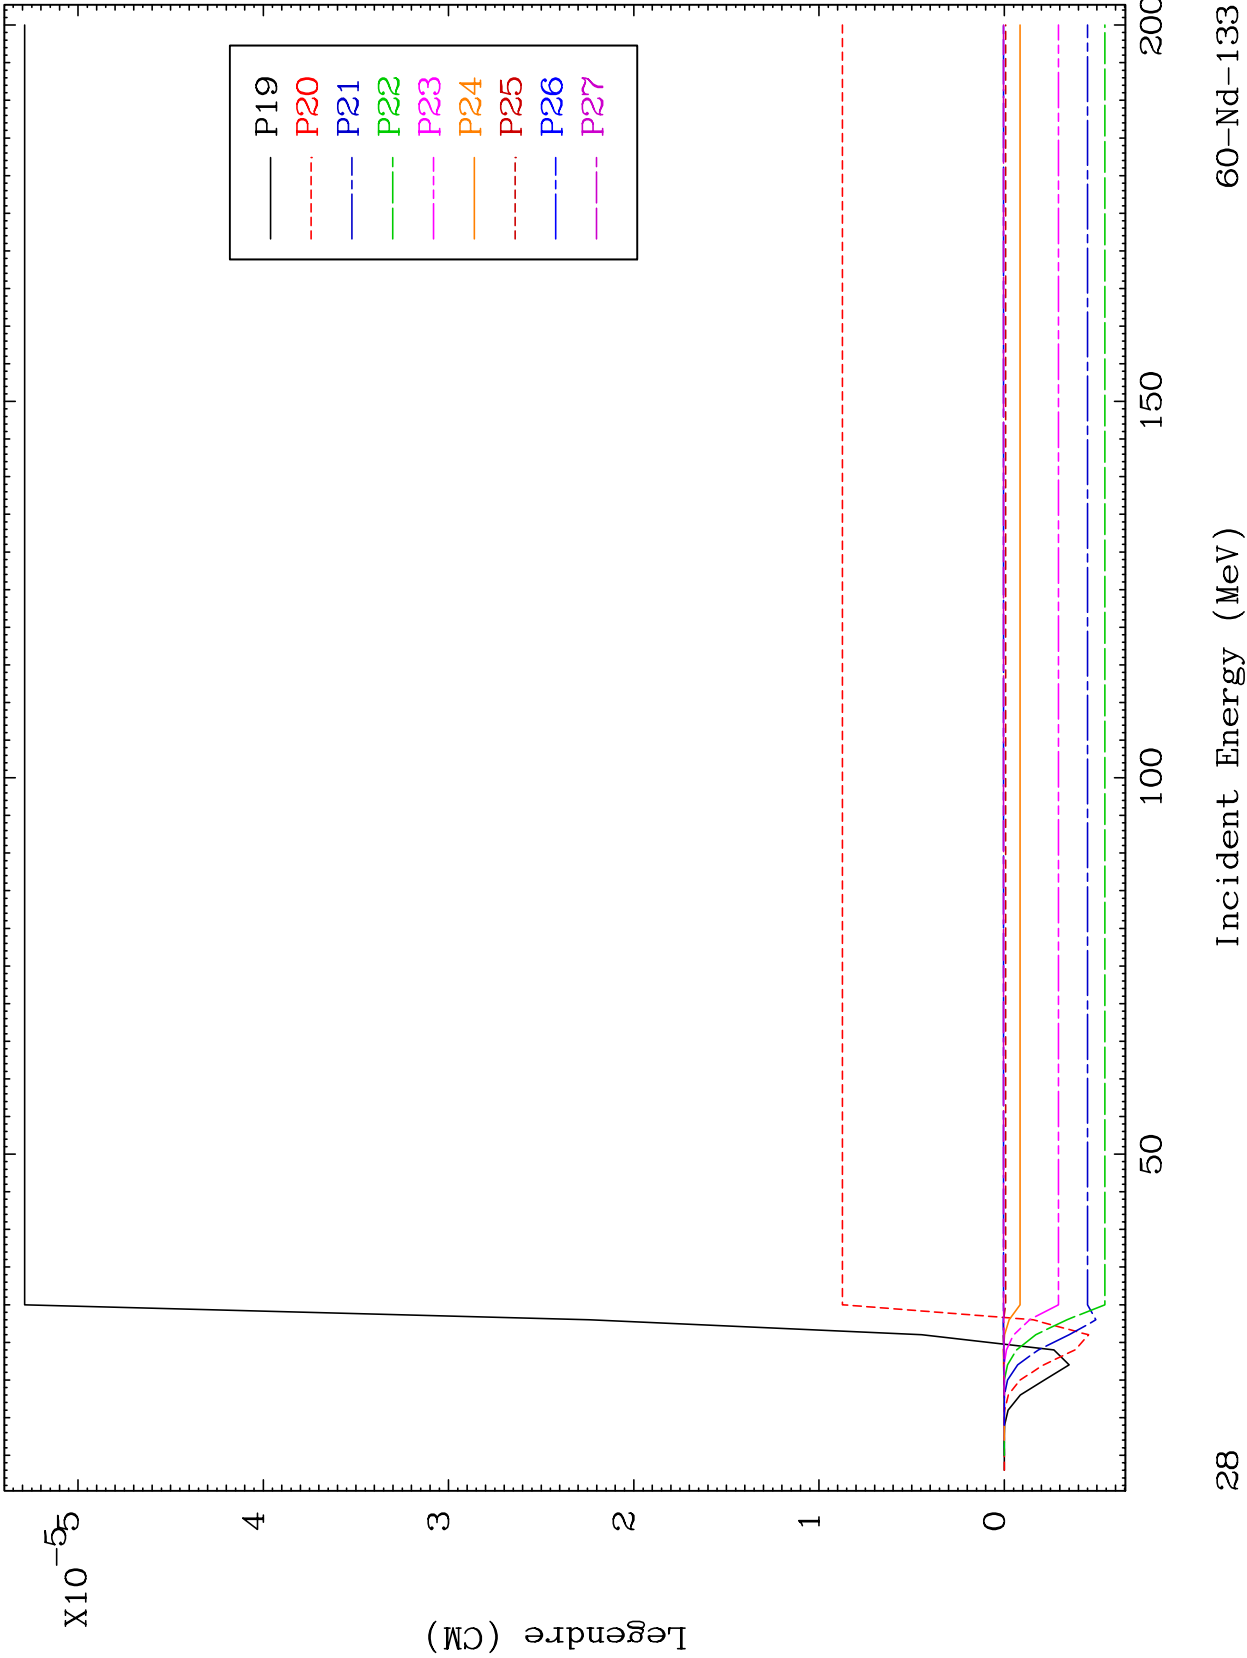 X10-5
5
4
3
2
1
0
Legendre (CM)
P19
P20
P21
P22
P23
P24
P25
P26
P27
50
100
150
200
Incident Energy (MeV)
28
60-Nd-133